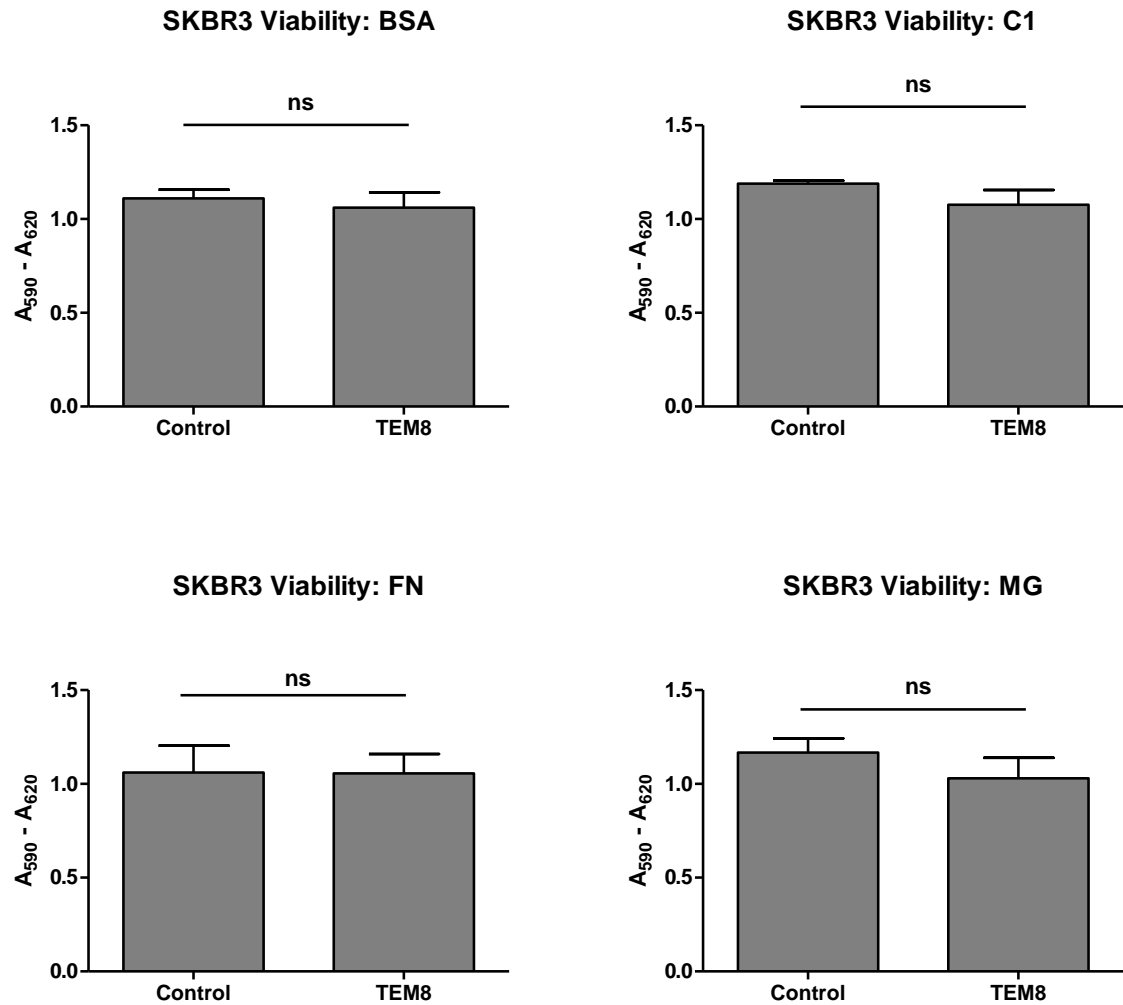 SKBR3 Viability: BSA
ns
1.5
1.0
0.5
0.0
A590 - A620
Control TEM8
SKBR3 Viability: C1
ns
1.5
1.0
0.5
0.0
A590 - A620
Control TEM8
SKBR3 Viability: FN
ns
1.5
1.0
0.5
0.0
A590 - A620
Control TEM8
SKBR3 Viability: MG
ns
1.5
1.0
0.5
0.0
A590 - A620
Control TEM8